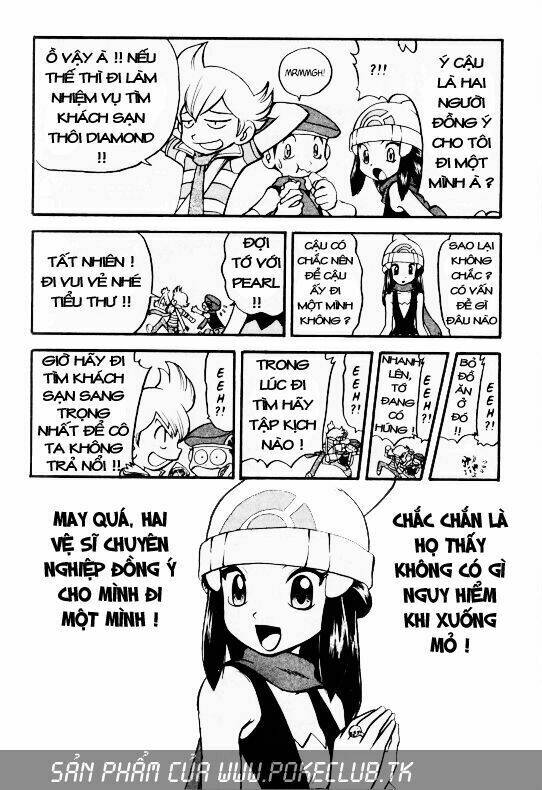 Ý CẬU
LÀ HAI
NGƯỜI
ĐỒNG Ý
CHO TÔI
ĐI MỘT
MÌNH À ?
?!!
MRMMGH!
Ồ VẬY À !! NẾU
THẾ THÌ ĐI LÀM
NHIỆM VỤ TÌM
KHÁCH SẠN
THÔI DIAMOND
!!
SAO LẠI
KHÔNG
CHẮC ?
CÓ VẤN
ĐỀ GÌ
ĐÂU NÀO
CẬU CÓ
CHẮC NÊN
ĐỂ CẬU
ẤY ĐI
MỘT MÌNH
KHÔNG ?
ĐỢI
TỚ VỚI
PEARL
!!
TẤT NHIÊN !
ĐI VUI VẺ NHÉ
TIỂU THƯ !!
BỎ
ĐỒ
ĂN Ở
ĐÓ !!
EEH ?!
NHANH
LÊN, TỚ
ĐANG
CÓ
HỨNG !
EEH ?!
TRONG
LÚC ĐI
TÌM HÃY
TẬP KỊCH
NÀO !
EEH ?!
GIỜ HÃY ĐI
TÌM KHÁCH
SẠN SANG
TRỌNG
NHẤT ĐỂ CÔ
TA KHÔNG
TRẢ NỔI !!
EEH ?!
CHẮC CHẮN LÀ
HỌ THẤY
KHÔNG CÓ GÌ
NGUY HIỂM
KHI XUỐNG
MỎ !
MAY QUÁ, HAI
VỆ SĨ CHUYÊN
NGHIỆP ĐỒNG Ý
CHO MÌNH ĐI
MỘT MÌNH !
SẢN PHẨM CỦA WWW.POKECLUB.TK